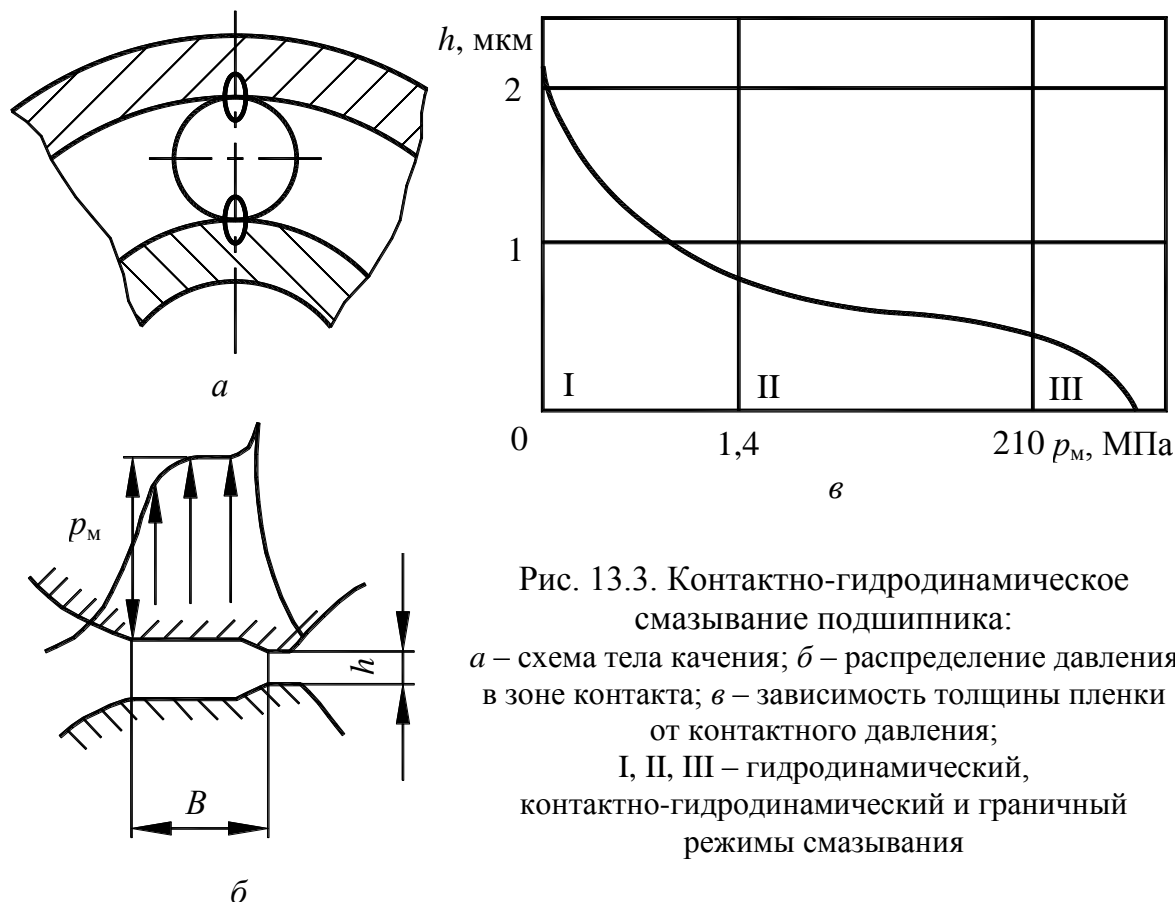 h, мкм
2
1
I
II
III
0
1,4
210 pм, МПа
а
в
pм
h
B
б
Рис. 13.3. Контактно-гидродинамическое
смазывание подшипника:
а – схема тела качения; б – распределение давления
в зоне контакта; в – зависимость толщины пленки
от контактного давления;
I, II, III – гидродинамический,
контактно-гидродинамический и граничный
режимы смазывания